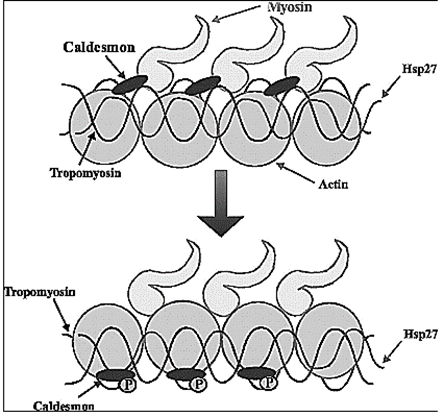 Myosin
Caldesmon
Hsp27
Tropomyosin
Actin
Tropomyosin
Hsp27
Caldesmon
P P P